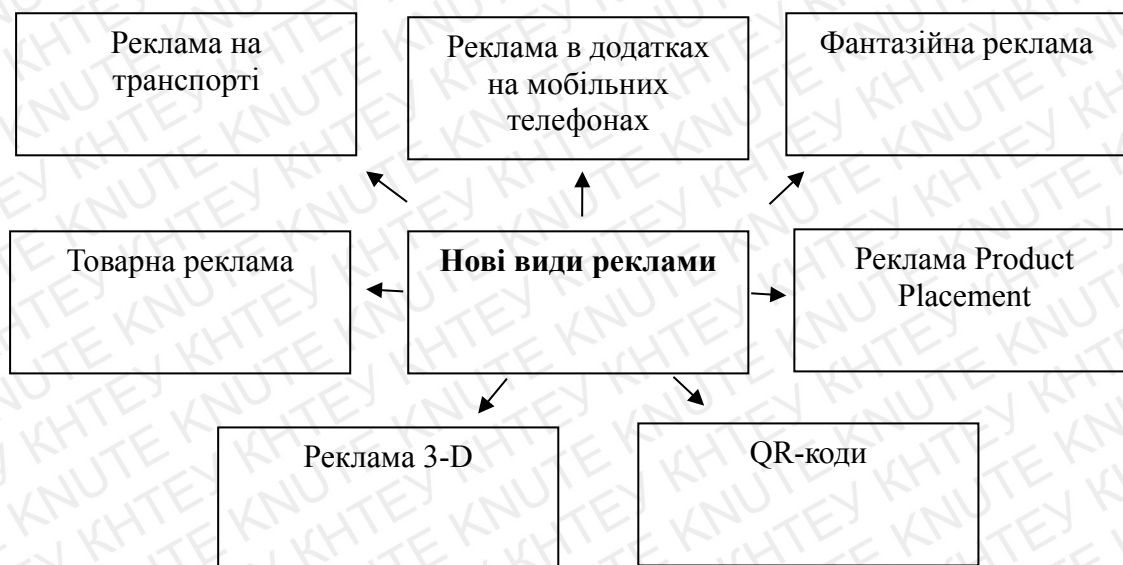 Реклама на
транспорті
Реклама в додатках
на мобільних
телефонах
Фантазійна реклама
Товарна реклама
Нові види реклами
Реклама Product
Placement
Реклама 3-D
QR-коди